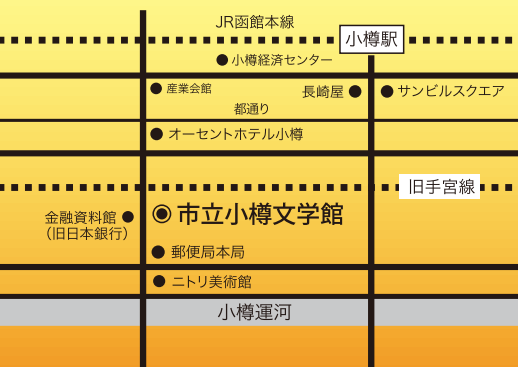 JR函館本線
小樽駅
小樽経済センター
産業会館
長崎屋
サンビルスクエア
都通り
オーセントホテル小樽
旧手宮線
市立小樽文学館
金融資料館
（旧日本銀行）
郵便局本局
ニトリ美術館
小樽運河